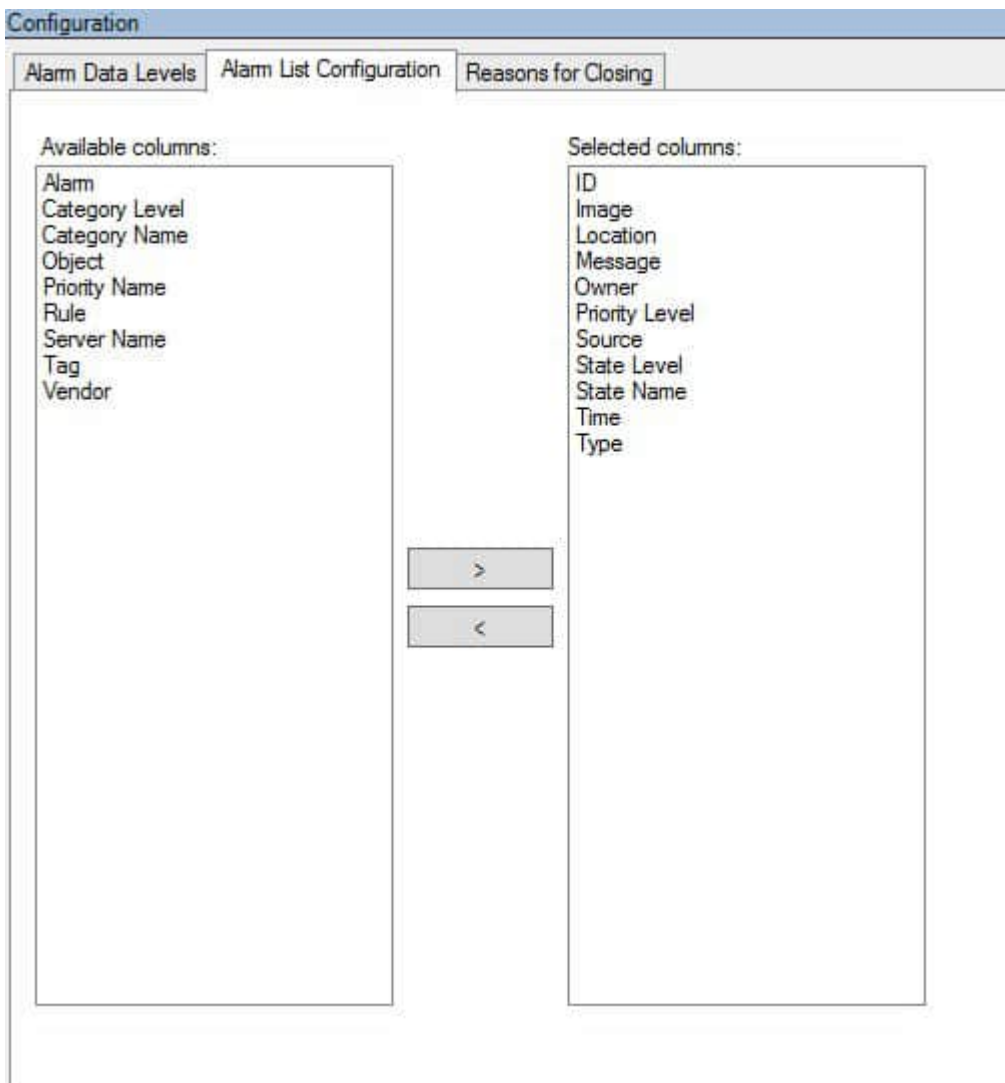 Configuration
Alarm Data Levels
Alarm List Configuration
Reasons for Closing
Available columns:
Alarm
Category Level
Category Name
Object
Priority Name
Rule
Server Name
Tag
Vendor
>
<
Selected columns:
ID
Image
Location
Message
Owner
Priority Level
Source
State Level
State Name
Time
Type